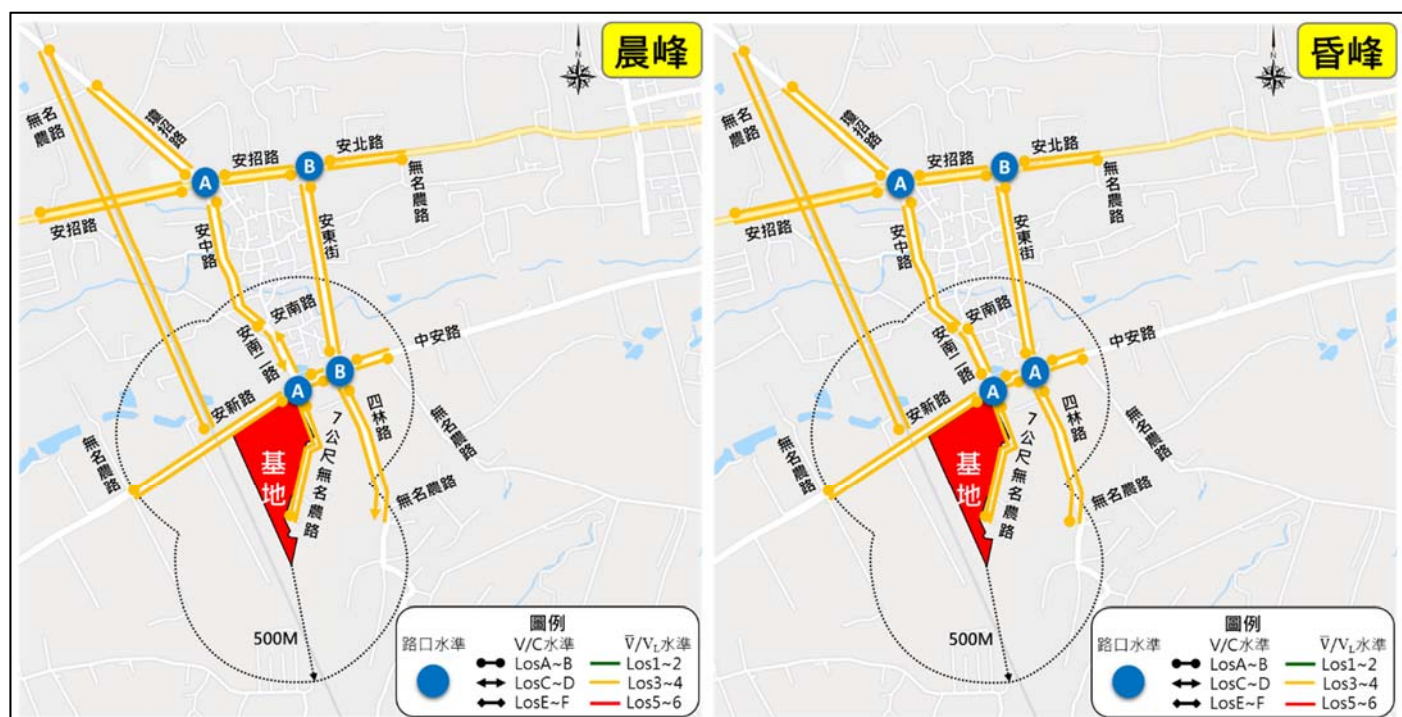 晨峰
N
無名農路
環招路
安招路
A
B
安北路
無名農路
安招路
安中路
安東街
安南路
安南二路
中安路
A
B
安新路
無名農路
基地
7公尺無名農路
四林路
無名農路
無名農路
500M
圖例
路口水準
V/C水準
V̅/VL水準
LosA~B
Los1~2
LosC~D
Los3~4
LosE~F
Los5~6
昏峰
N
無名農路
環招路
安招路
A
B
安北路
無名農路
安招路
安中路
安東街
安南路
安南二路
中安路
A
A
安新路
無名農路
基地
7公尺無名農路
四林路
無名農路
無名農路
500M
圖例
路口水準
V/C水準
V̅/VL水準
LosA~B
Los1~2
LosC~D
Los3~4
LosE~F
Los5~6